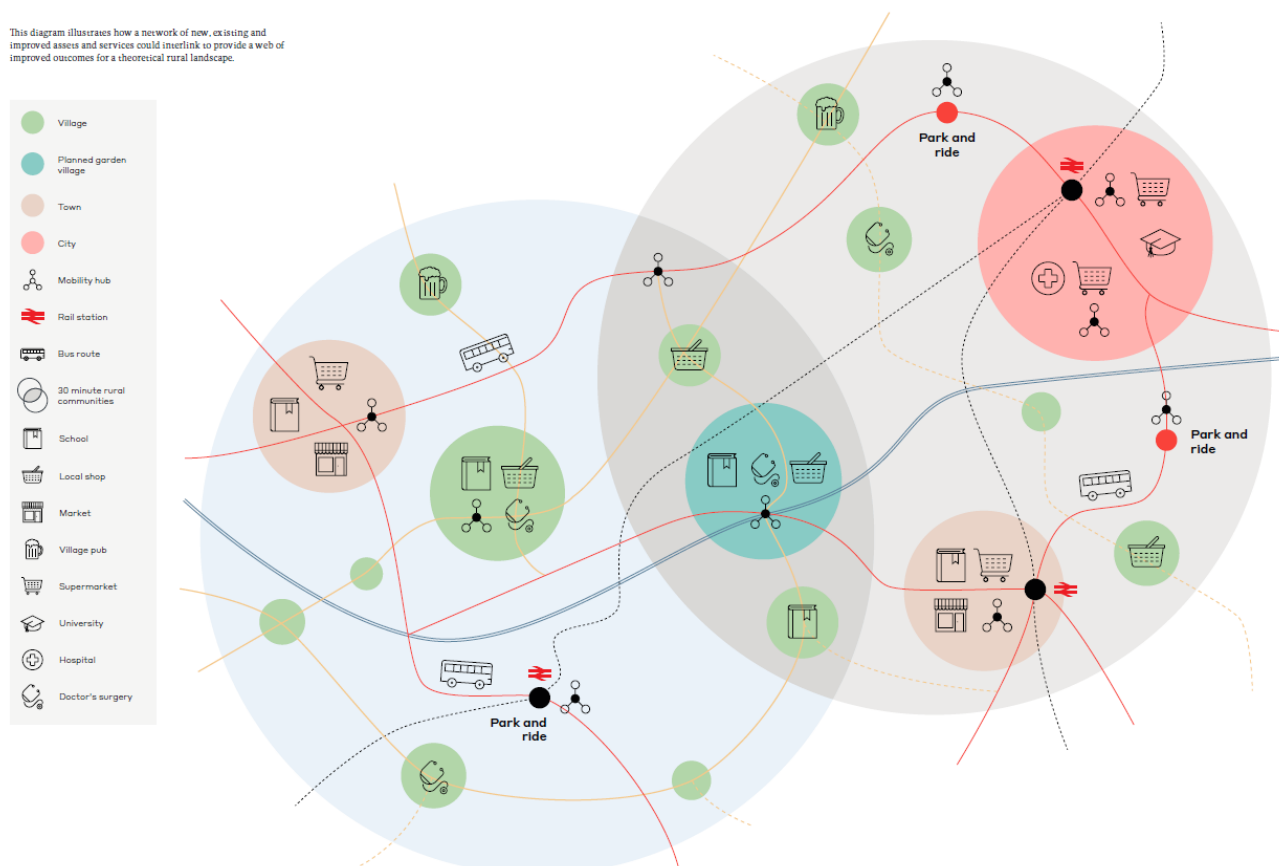 This diagram illustrates how a network of new, existing and
improved assets and services could interlink to provide a web of
improved outcomes for a theoretical rural landscape.
Village
Planned garden
village
Town
City
Mobility hub
Rail station
Bus route
30 minute rural
communities
School
Local shop
Market
Village pub
Supermarket
University
Hospital
Doctor's surgery
Park and
ride
Park and
ride
Park and
ride